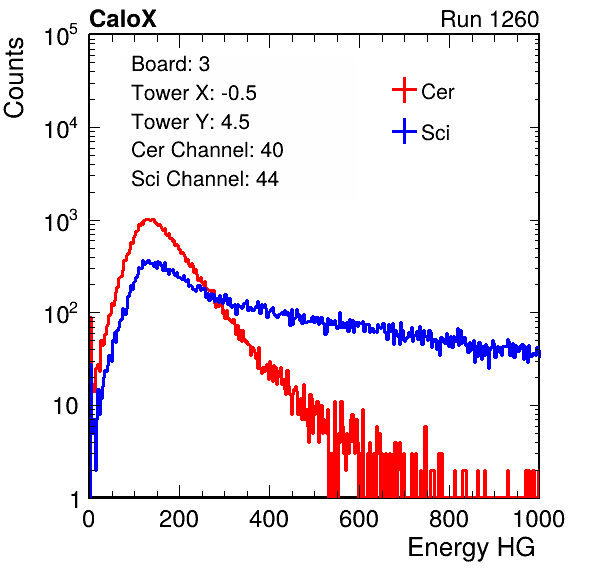 CaloX Run 1260
Counts
10^5
10^4
10^3
10^2
10
1
Board: 3
Tower X: -0.5
Tower Y: 4.5
Cer Channel: 40
Sci Channel: 44
Cer
Sci
0 200 400 600 800 1000
Energy HG